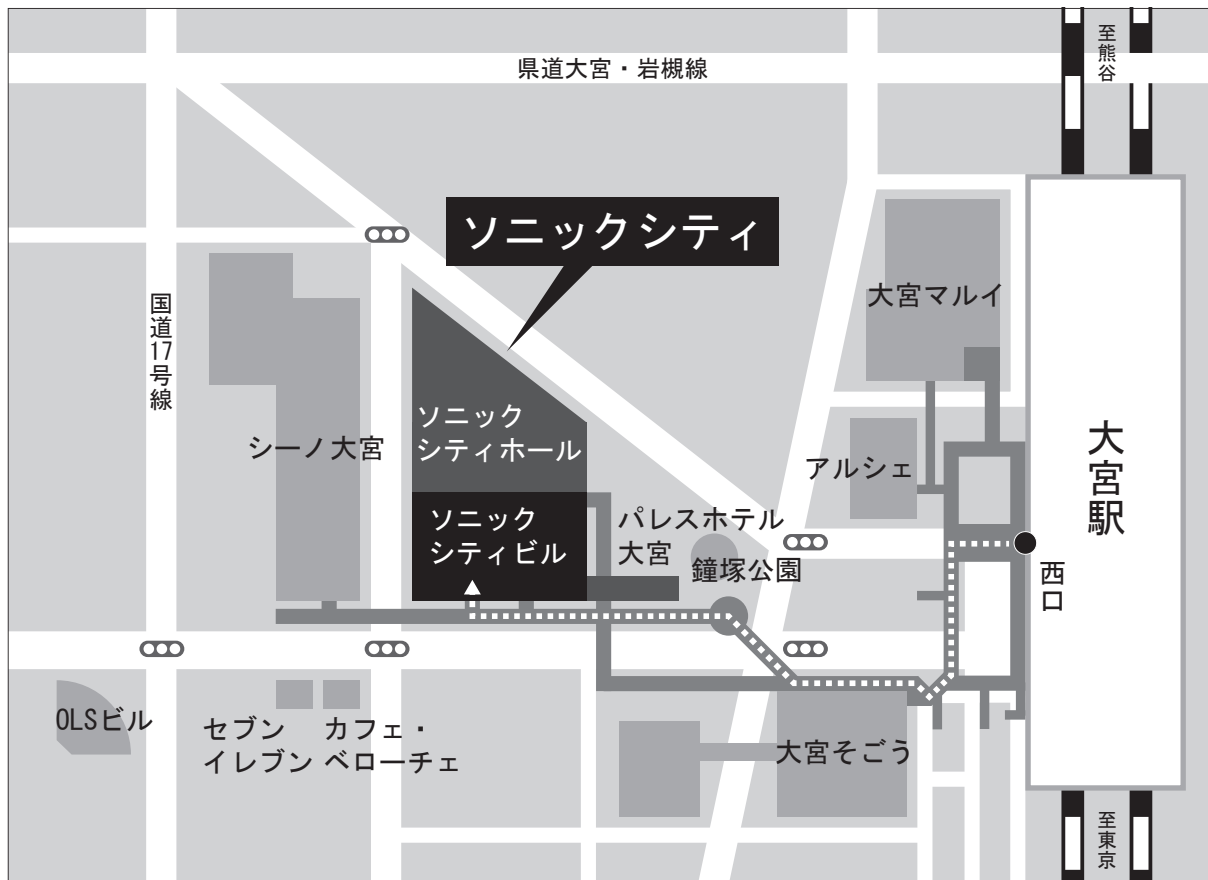 至熊谷
県道大宮・岩槻線
ソニックシティ
大宮マルイ
国道17号線
ソニック
シティホール
シーノ大宮
アルシェ
大宮駅
ソニック
シティビル
パレスホテル
大宮
鐘塚公園
西口
OLSビル
セブン
イレブン
カフェ・
ベローチェ
大宮そごう
至東京